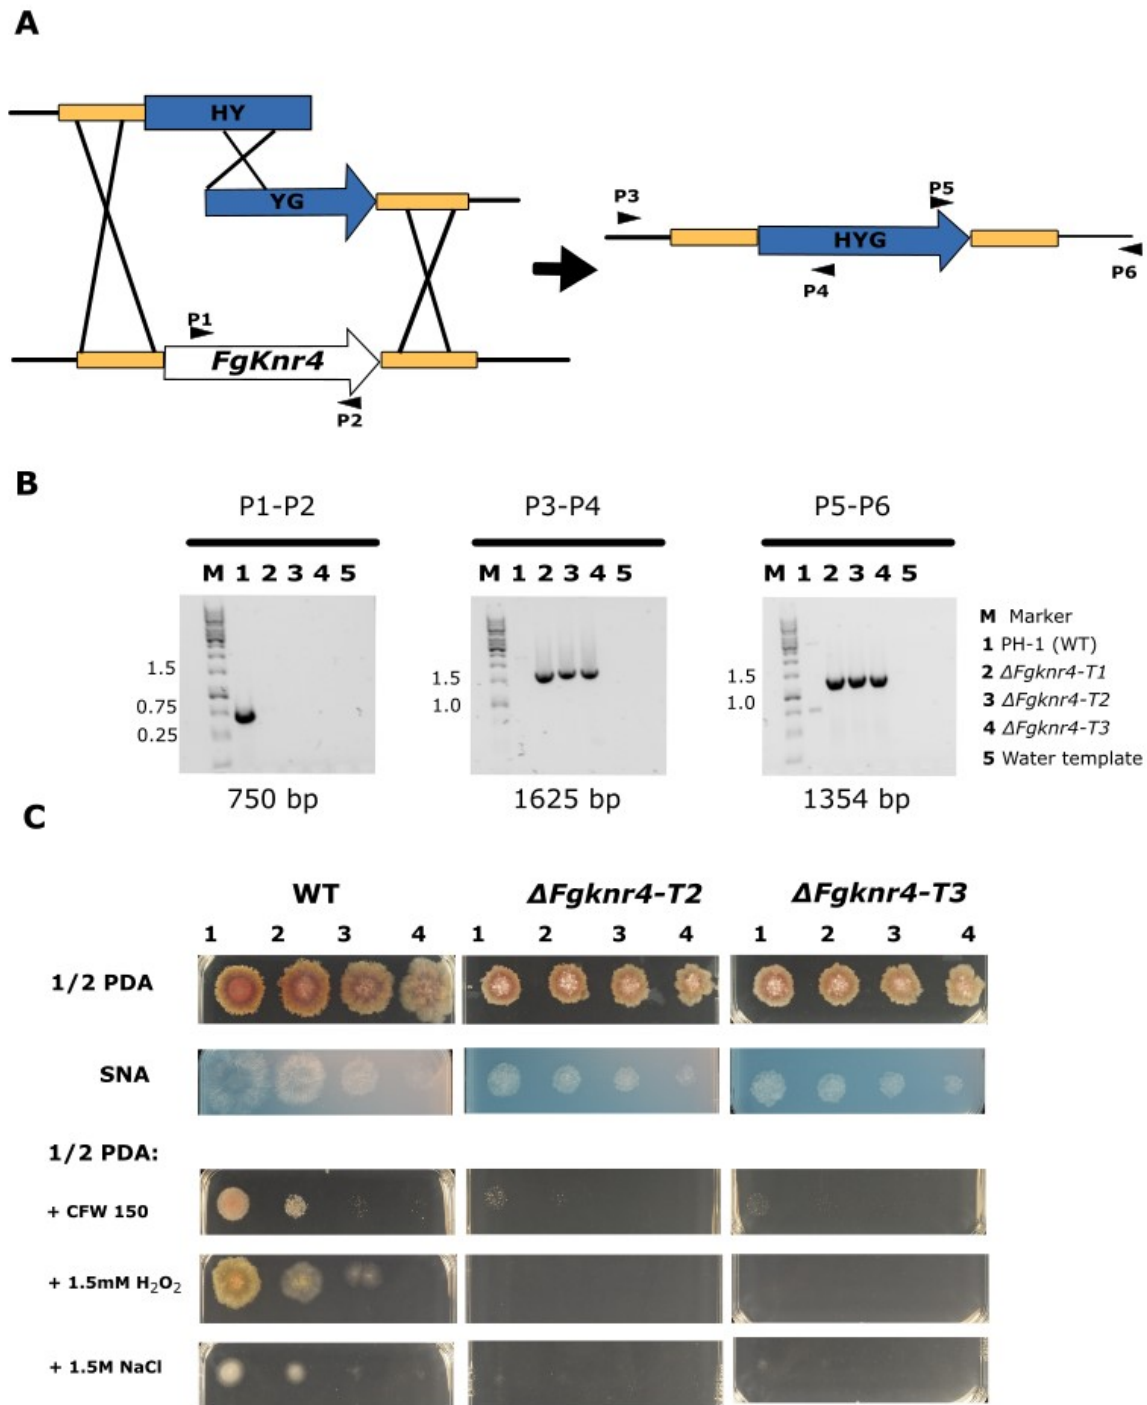 A
HY
YG
P1
FgKnr4
P2
P3
P5
HYG
P4
P6
B
P1-P2
P3-P4
P5-P6
M 1 2 3 4 5
M 1 2 3 4 5
M 1 2 3 4 5
1.5
0.75
0.25
1.5
1.0
1.5
1.0
M Marker
1 PH-1 (WT)
2 ΔFgknr4-T1
3 ΔFgknr4-T2
4 ΔFgknr4-T3
5 Water template
750 bp
1625 bp
1354 bp
C
WT
ΔFgknr4-T2
ΔFgknr4-T3
1 2 3 4
1 2 3 4
1 2 3 4
1/2 PDA
SNA
1/2 PDA:
+ CFW 150
+ 1.5mM H₂O₂
+ 1.5M NaCl